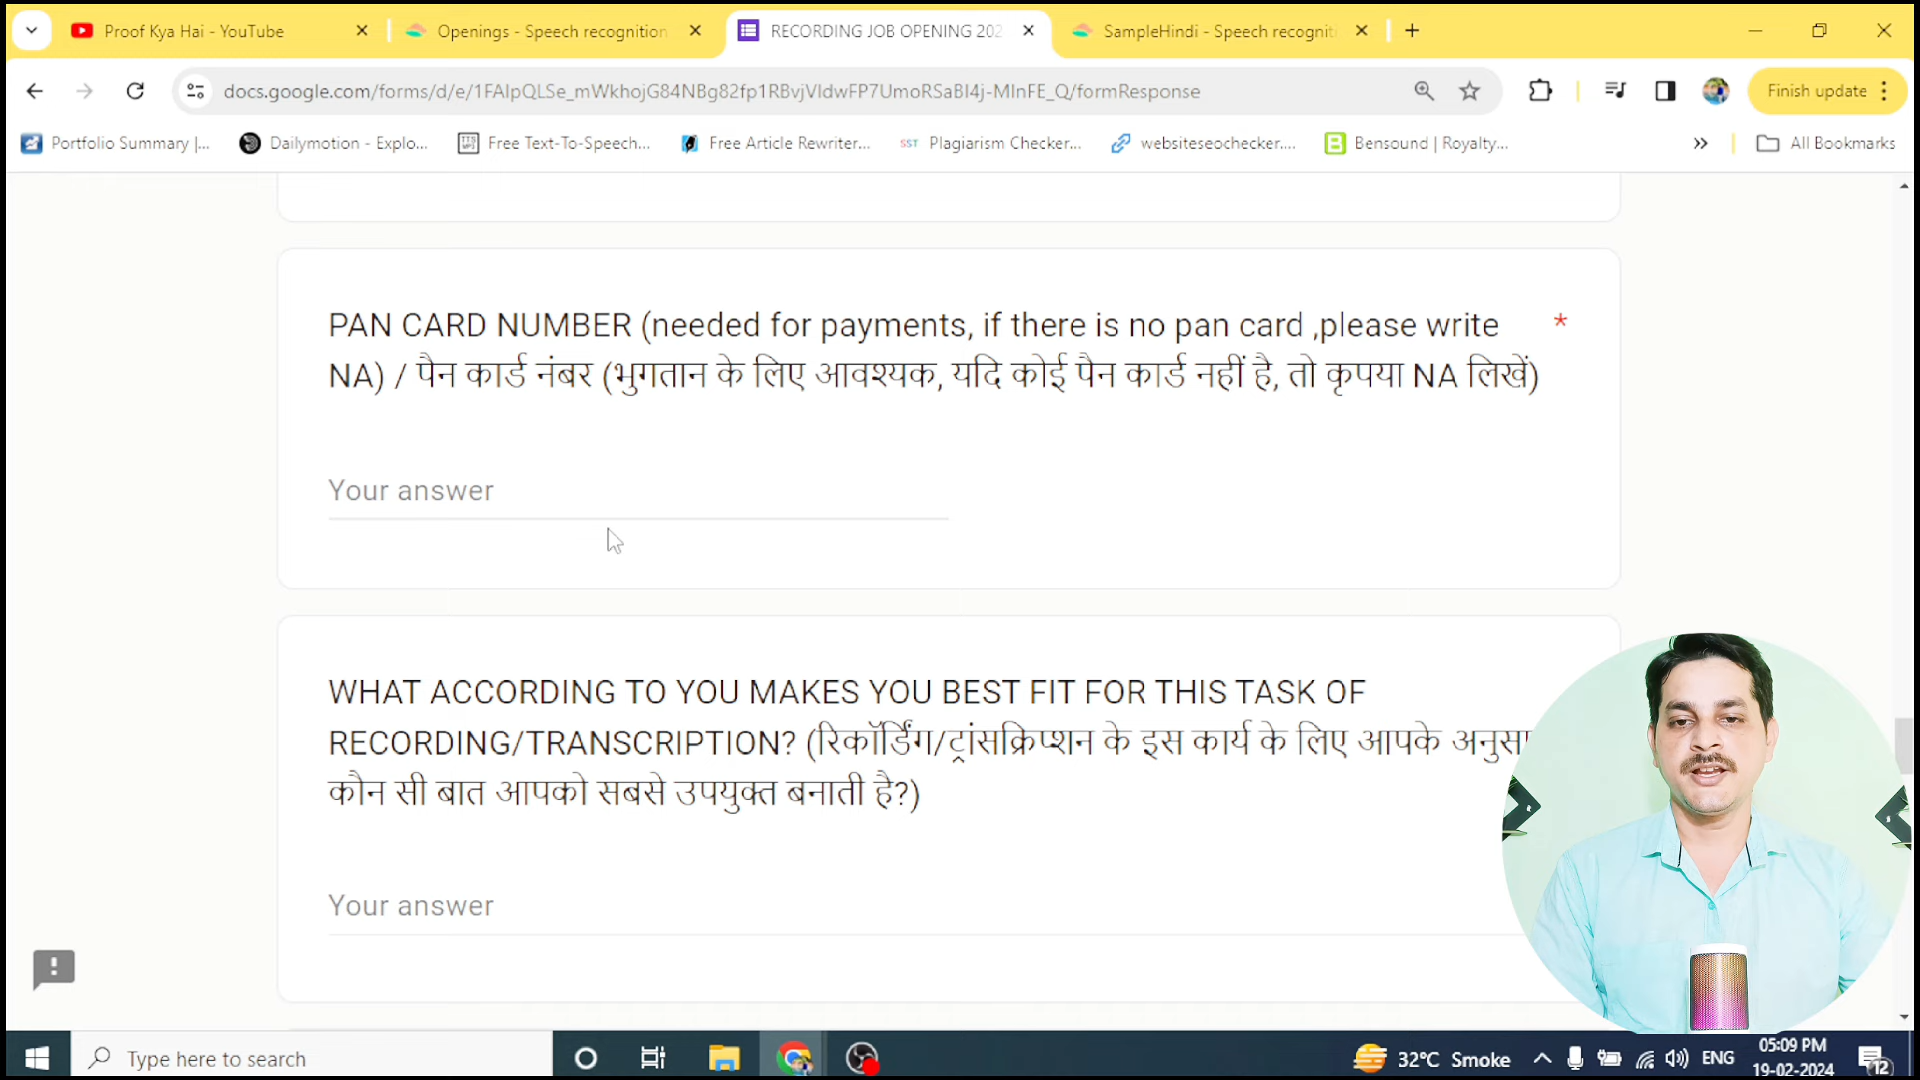 Proof Kya Hai - YouTube
Openings - Speech recognition
RECORDING JOB OPENING 202
SampleHindi - Speech recogniti
docs.google.com/forms/d/e/1FAIpQLSe_mWkhojG84NBg82fp1RBvjVIdwFP7UmoRSaBI4j-MInFE_Q/formResponse
Finish update
Portfolio Summary |...
Dailymotion - Explo...
Free Text-To-Speech...
Free Article Rewriter...
SST Plagiarism Checker...
websiteseochecker....
Bensound | Royalty...
All Bookmarks
PAN CARD NUMBER (needed for payments, if there is no pan card ,please write *
NA) / पैन कार्ड नंबर (भुगतान के लिए आवश्यक, यदि कोई पैन कार्ड नहीं है, तो कृपया NA लिखें)
Your answer
WHAT ACCORDING TO YOU MAKES YOU BEST FIT FOR THIS TASK OF
RECORDING/TRANSCRIPTION? (रिकॉर्डिंग/ट्रांसक्रिप्शन के इस कार्य के लिए आपके
कौन सी बात आपको सबसे उपयुक्त बनाती है?)
Your answer
Type here to search
32°C Smoke
ENG
05:09 PM
19-02-2024
12